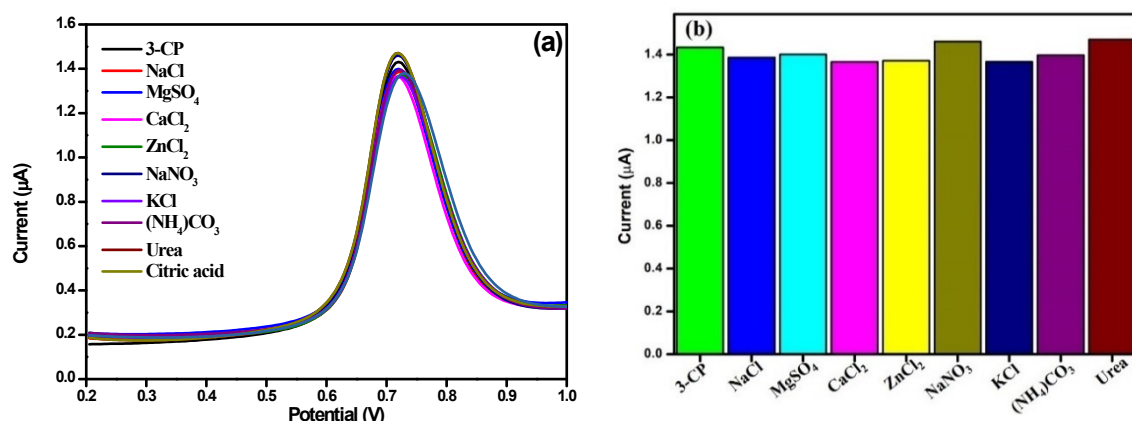 (a)
3-CP
NaCl
MgSO₄
CaCl₂
ZnCl₂
NaNO₃
KCl
(NH₄)CO₃
Urea
Citric acid
Current (µA)
1.6
1.4
1.2
1.0
0.8
0.6
0.4
0.2
0.0
0.2 0.3 0.4 0.5 0.6 0.7 0.8 0.9 1.0
Potential (V)
(b)
Current (µA)
1.4
1.2
1.0
0.8
0.6
0.4
0.2
0.0
3-CP NaCl MgSO₄ CaCl₂ ZnCl₂ NaNO₃ KCl (NH₄)CO₃ Urea